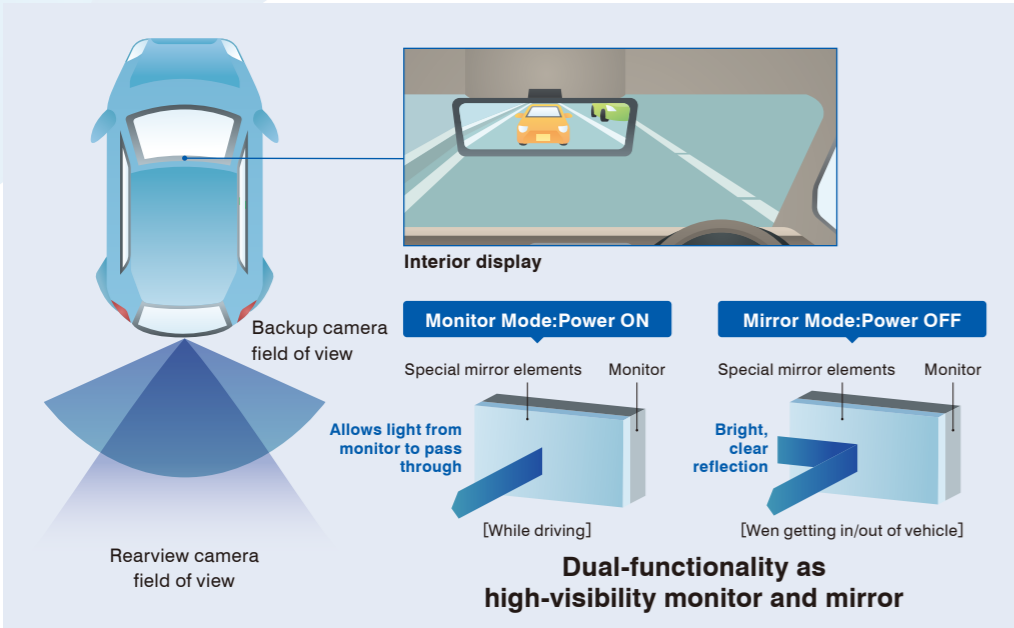 Interior display
Backup camera
field of view
Rearview camera
field of view
Monitor Mode:Power ON
Special mirror elements
Monitor
Allows light from
monitor to pass
through
[While driving]
Mirror Mode:Power OFF
Special mirror elements
Monitor
Bright,
clear
reflection
[Wen getting in/out of vehicle]
Dual-functionality as
high-visibility monitor and mirror